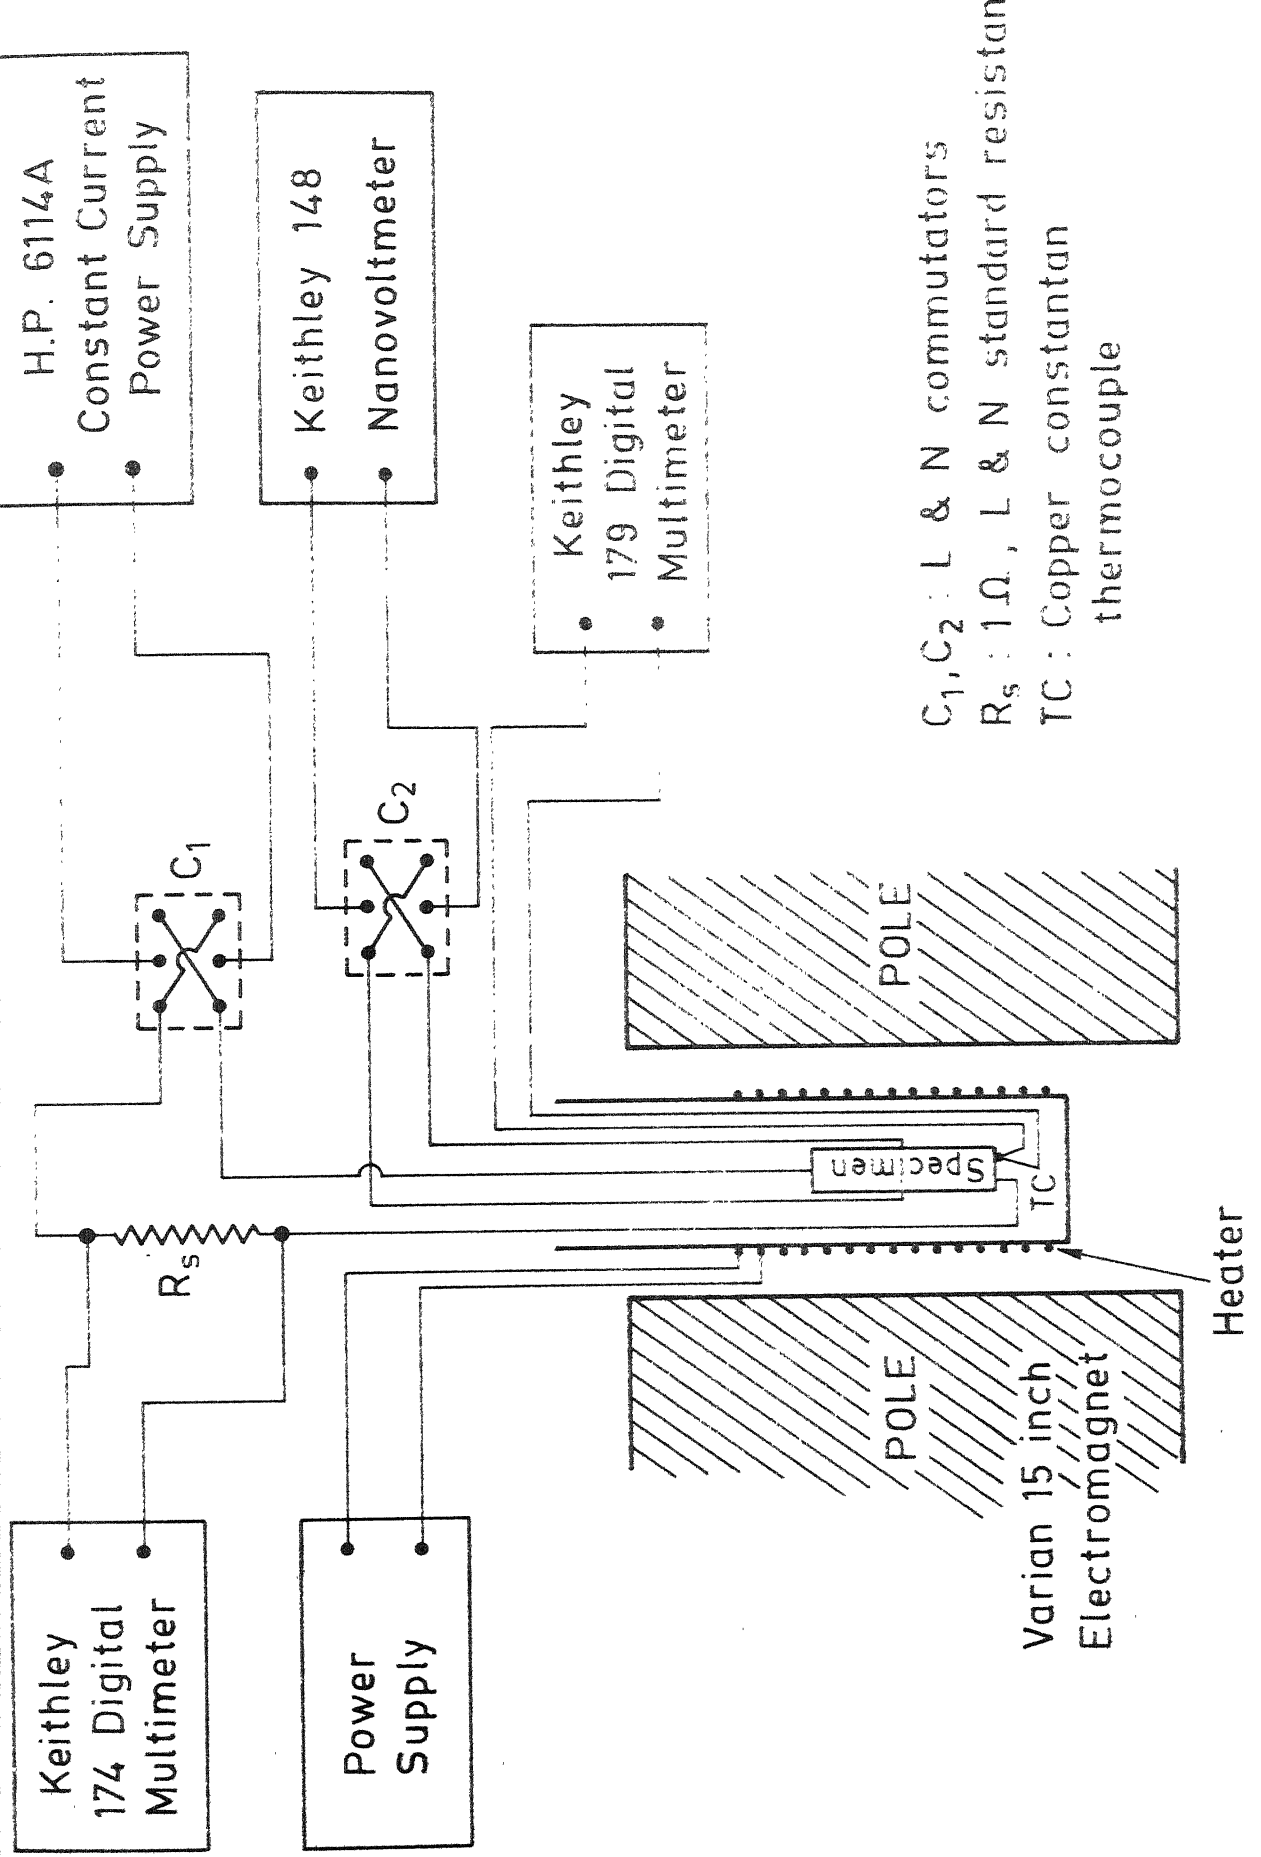 H.P. 6114A
Constant Current
Power Supply
Keithley 148
Nanovoltmeter
Keithley
179 Digital
Multimeter
C₁
C₂
Rₛ
Keithley
174 Digital
Multimeter
Power
Supply
Specimen
TC
POLE
POLE
Varian 15 inch
Electromagnet
Heater
C₁,C₂ : L & N commutators
Rₛ : 1Ω, L & N standard resistan
TC : Copper constantan
thermocouple